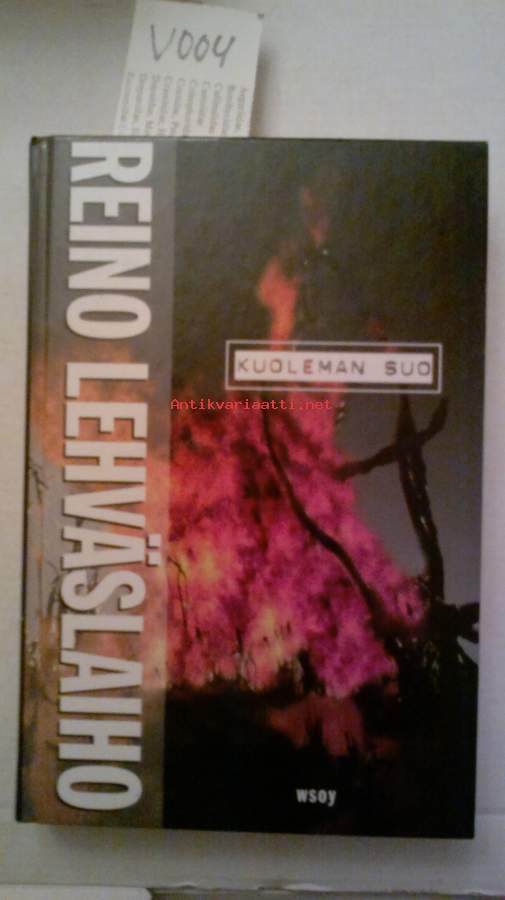 V004
REINO LEHVÄSLAIHO
KUOLEMAN SUO
Antikvariaatti.net
wsoy